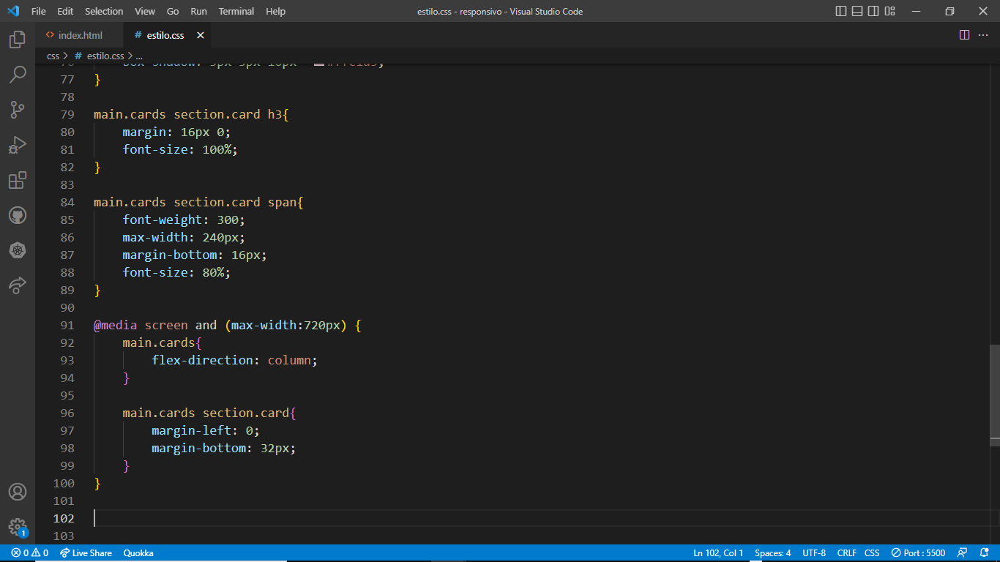 File Edit Selection View Go Run Terminal Help estilo.css - responsivo - Visual Studio Code
<> index.html # estilo.css
css > # estilo.css > ...
77 }
78
79 main.cards section.card h3{
80 margin: 16px 0;
81 font-size: 100%;
82 }
83
84 main.cards section.card span{
85 font-weight: 300;
86 max-width: 240px;
87 margin-bottom: 16px;
88 font-size: 80%;
89 }
90
91 @media screen and (max-width:720px) {
92 main.cards{
93 flex-direction: column;
94 }
95
96 main.cards section.card{
97 margin-left: 0;
98 margin-bottom: 32px;
99 }
100 }
101
102
103
1
0 0 Live Share Quokka Ln 102, Col 1 Spaces: 4 UTF-8 CRLF CSS Port : 5500